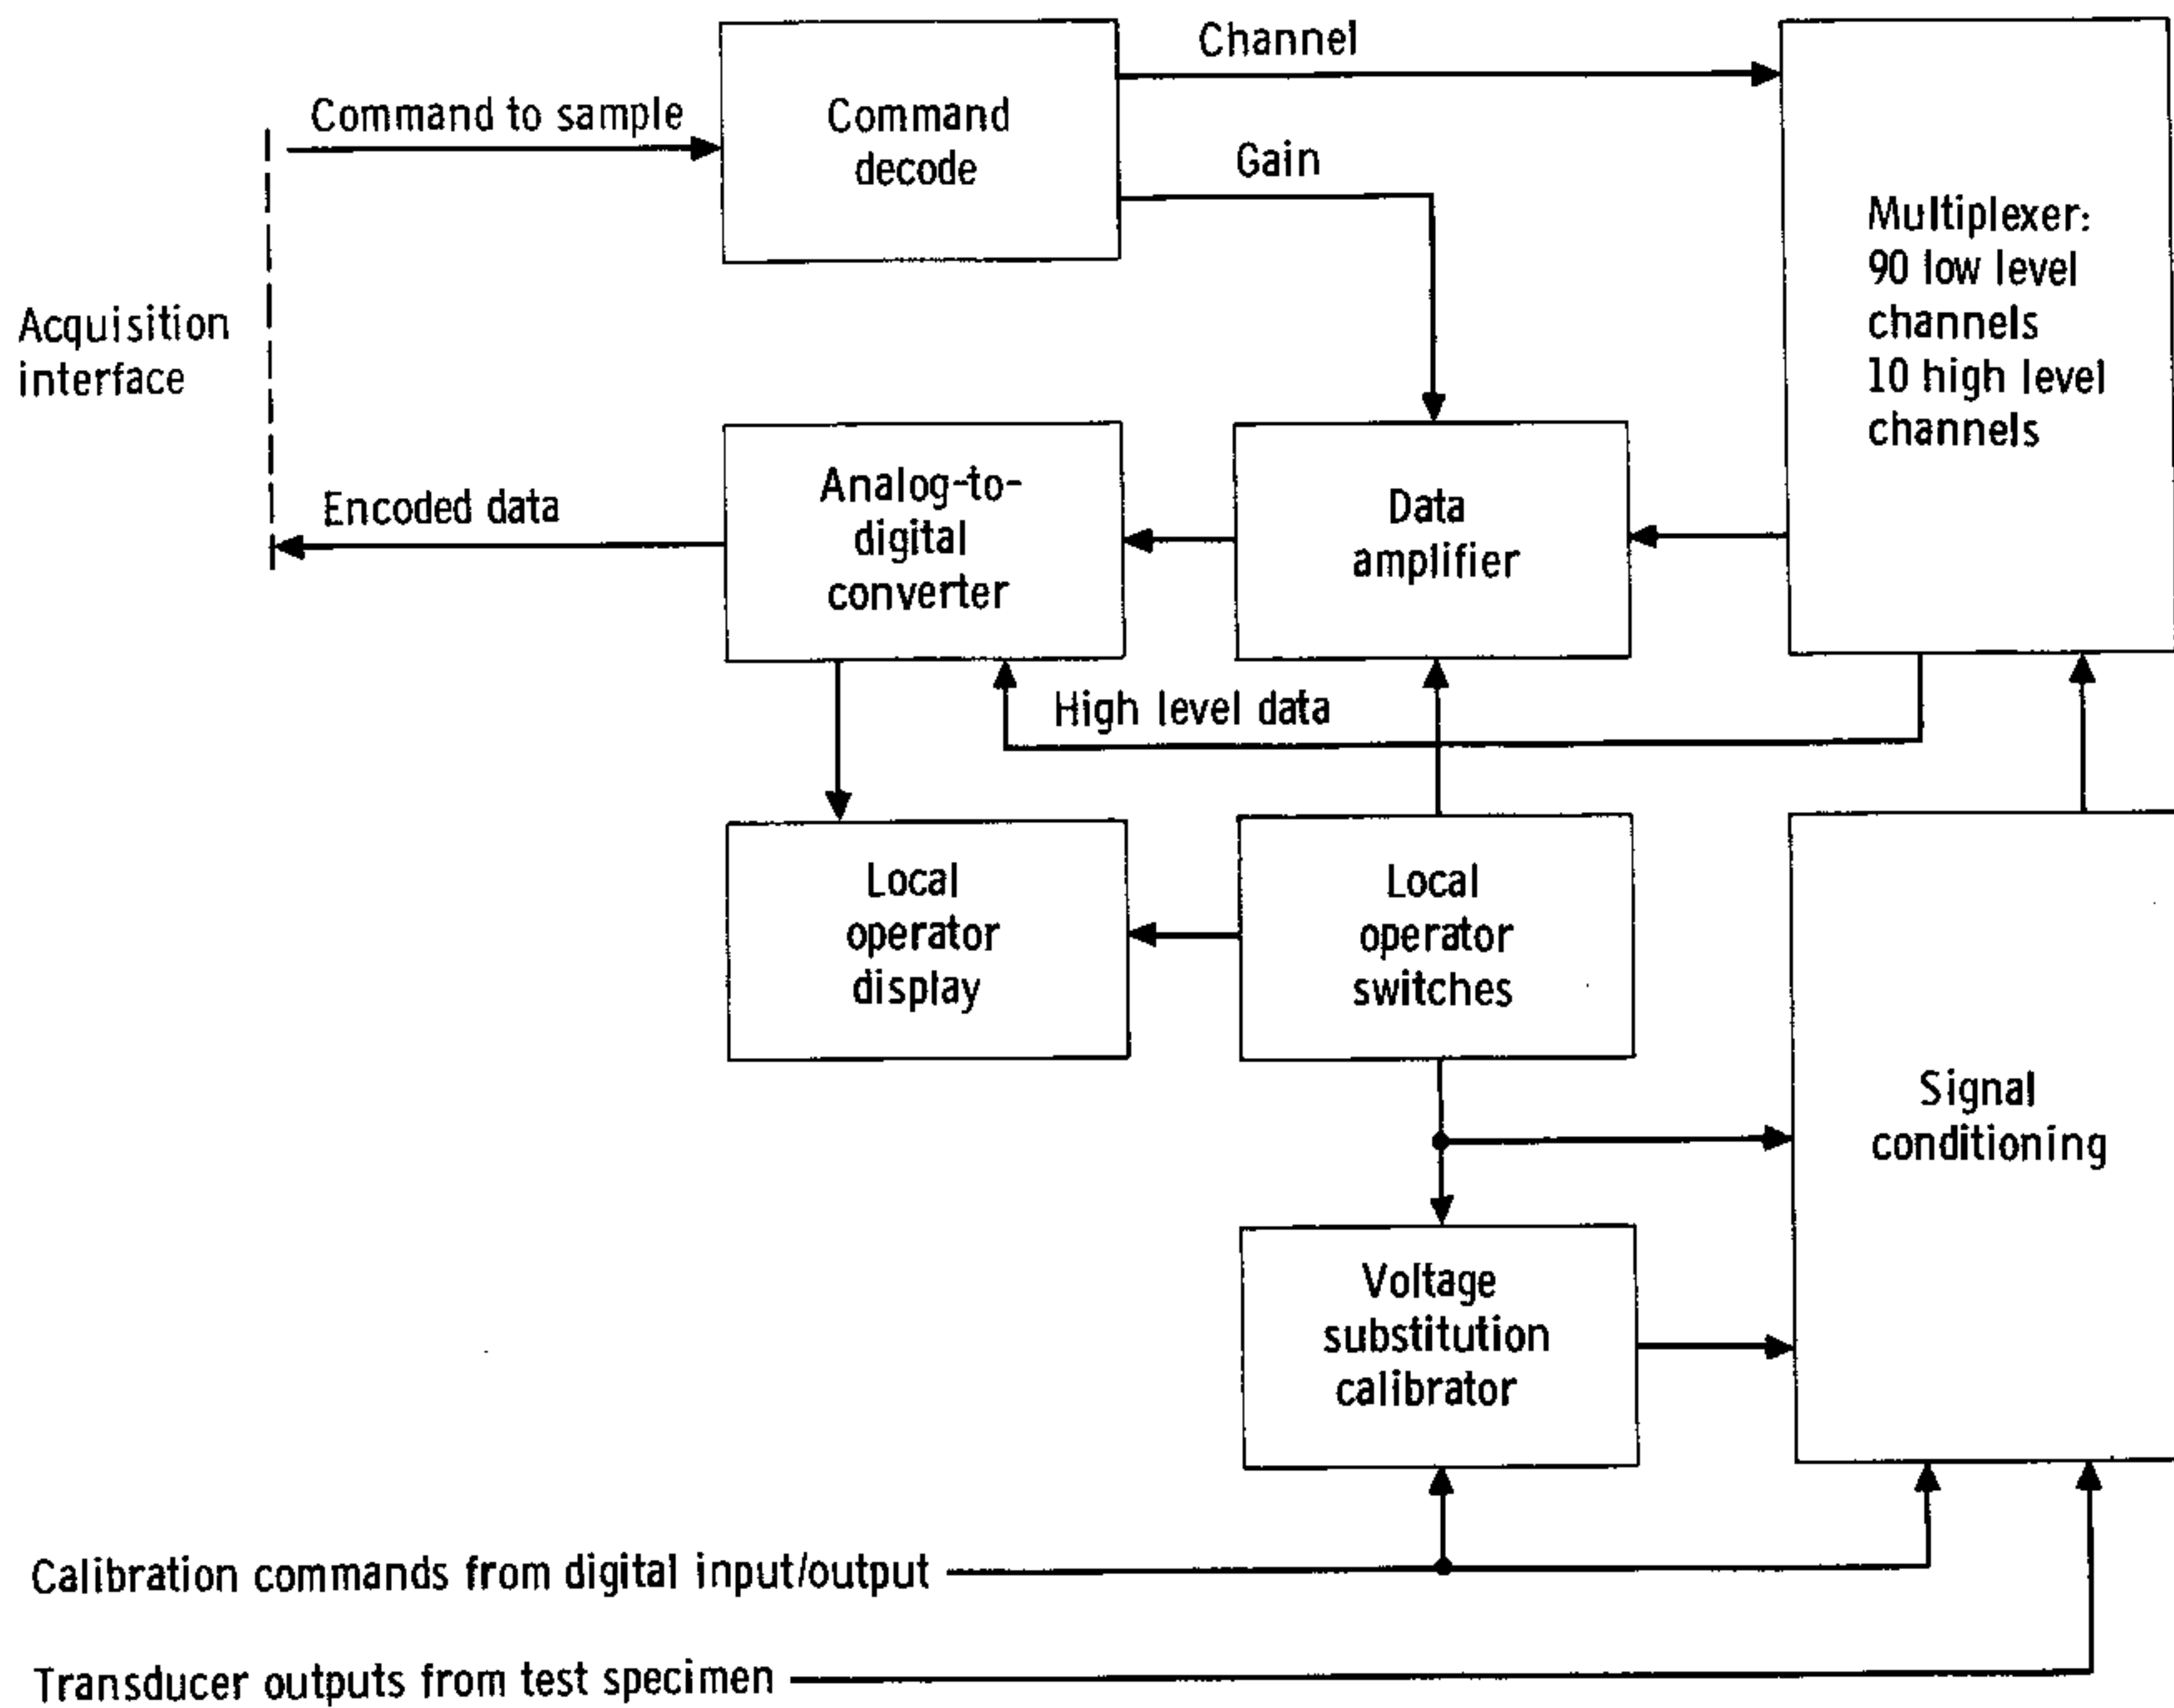 Channel
Command to sample
Command
decode
Gain
Multiplexer:
90 low level
channels
10 high level
channels
Acquisition
interface
Encoded data
Analog-to-
digital
converter
Data
amplifier
High level data
Local
operator
display
Local
operator
switches
Signal
conditioning
Voltage
substitution
calibrator
Calibration commands from digital input/output
Transducer outputs from test specimen